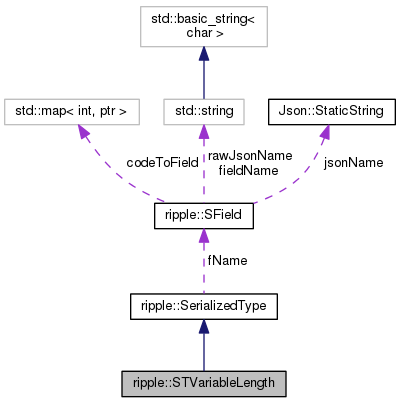 std::basic_string<
char >
std::map< int, ptr >
std::string
Json::StaticString
codeToField
rawJsonName
fieldName
jsonName
ripple::SField
fName
ripple::SerializedType
ripple::STVariableLength